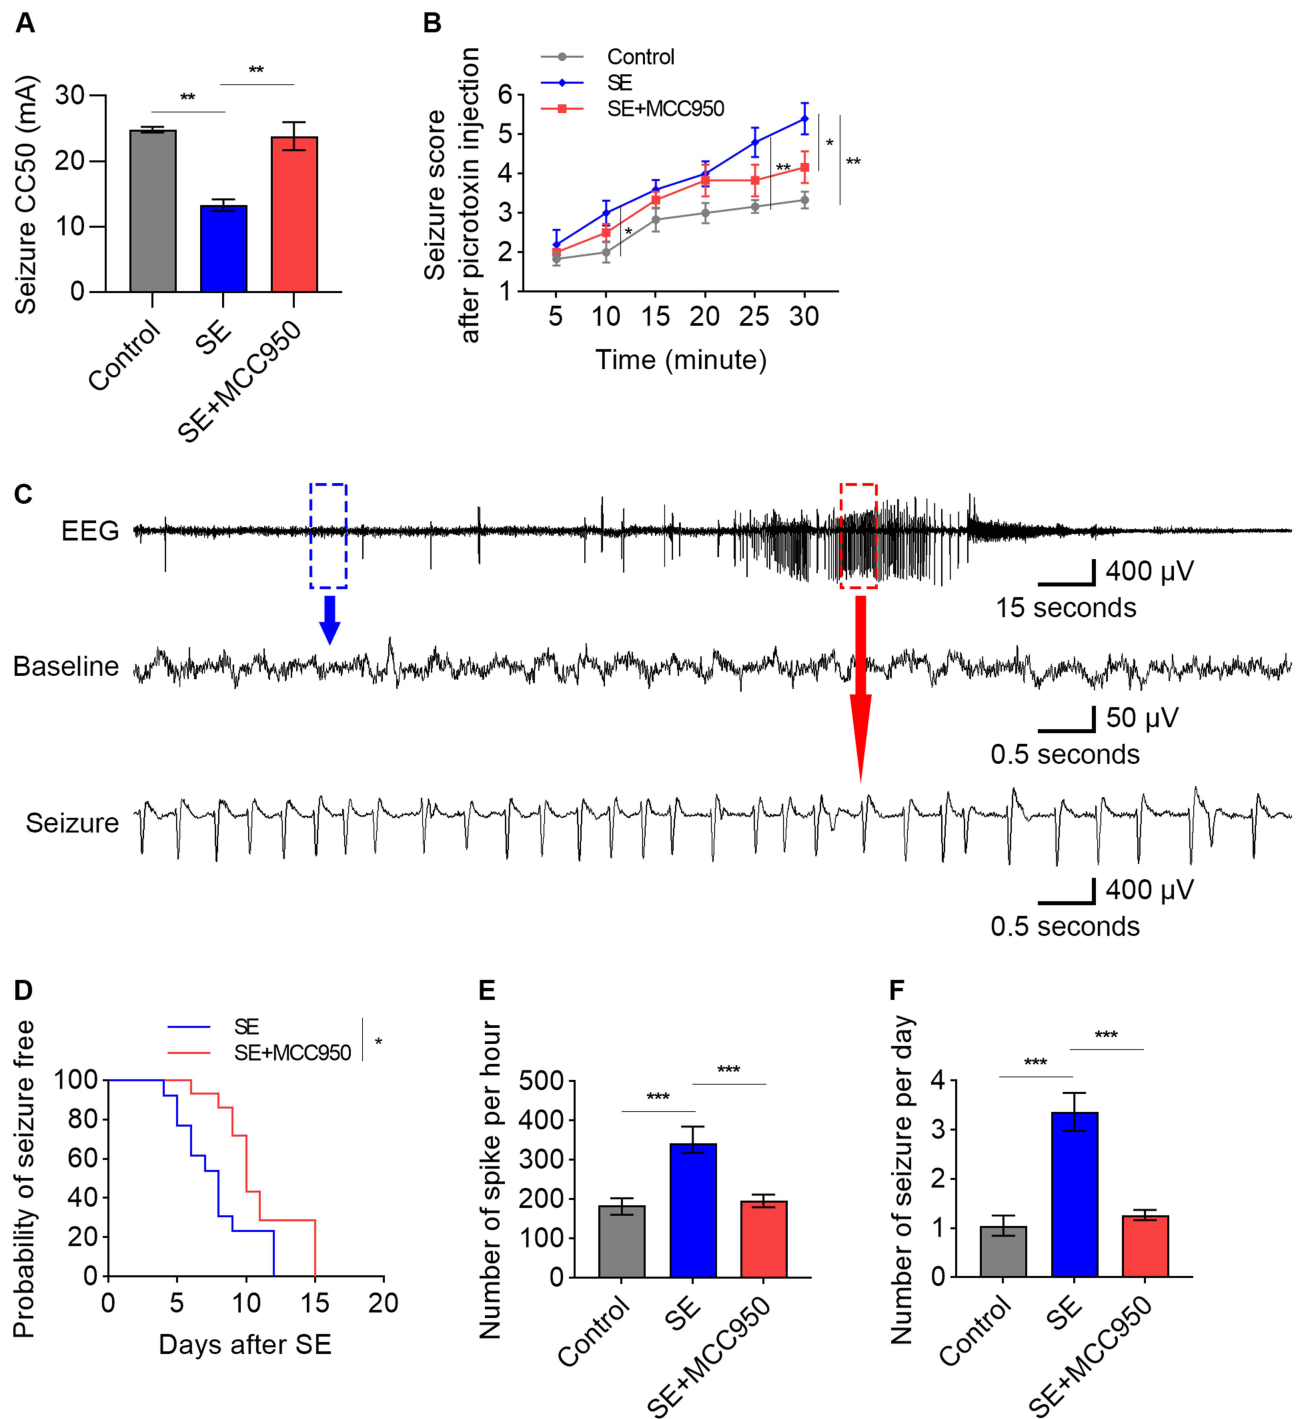 A
Seizure CC50 (mA)
30
20
10
0
**
**
Control
SE
SE+MCC950
B
Control
SE
SE+MCC950
Seizure score
after picrotoxin injection
6
5
4
3
2
1
*
**
*
**
5 10 15 20 25 30
Time (minute)
C
EEG
400 µV
15 seconds
Baseline
50 µV
0.5 seconds
Seizure
400 µV
0.5 seconds
D
SE
SE+MCC950
*
Probability of seizure free
100
80
60
40
20
0
0 5 10 15 20
Days after SE
E
Number of spike per hour
500
400
300
200
100
0
***
***
Control
SE
SE+MCC950
F
Number of seizure per day
4
3
2
1
0
***
***
Control
SE
SE+MCC950